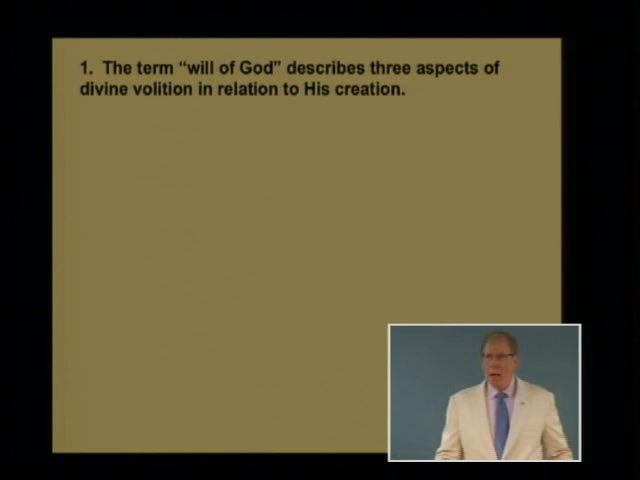 1. The term “will of God” describes three aspects of
divine volition in relation to His creation.